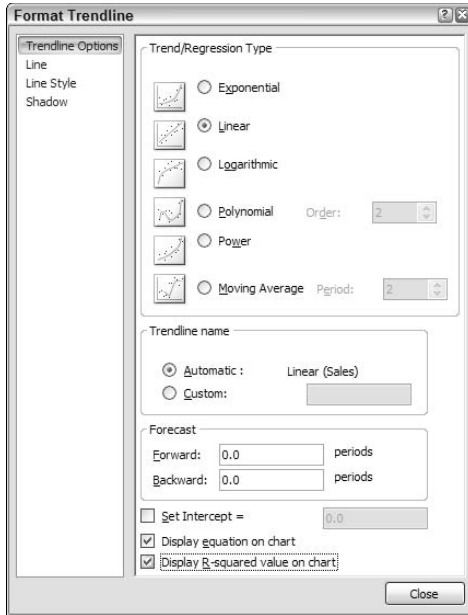 Format Trendline
Trendline Options
Line
Line Style
Shadow
Trend/Regression Type
Exponential
Linear
Logarithmic
Polynomial Order: 2
Power
Moving Average Period: 2
Trendline name
Automatic : Linear (Sales)
Custom:
Forecast
Forward: 0.0 periods
Backward: 0.0 periods
Set Intercept = 0.0
Display equation on chart
Display R-squared value on chart
Close